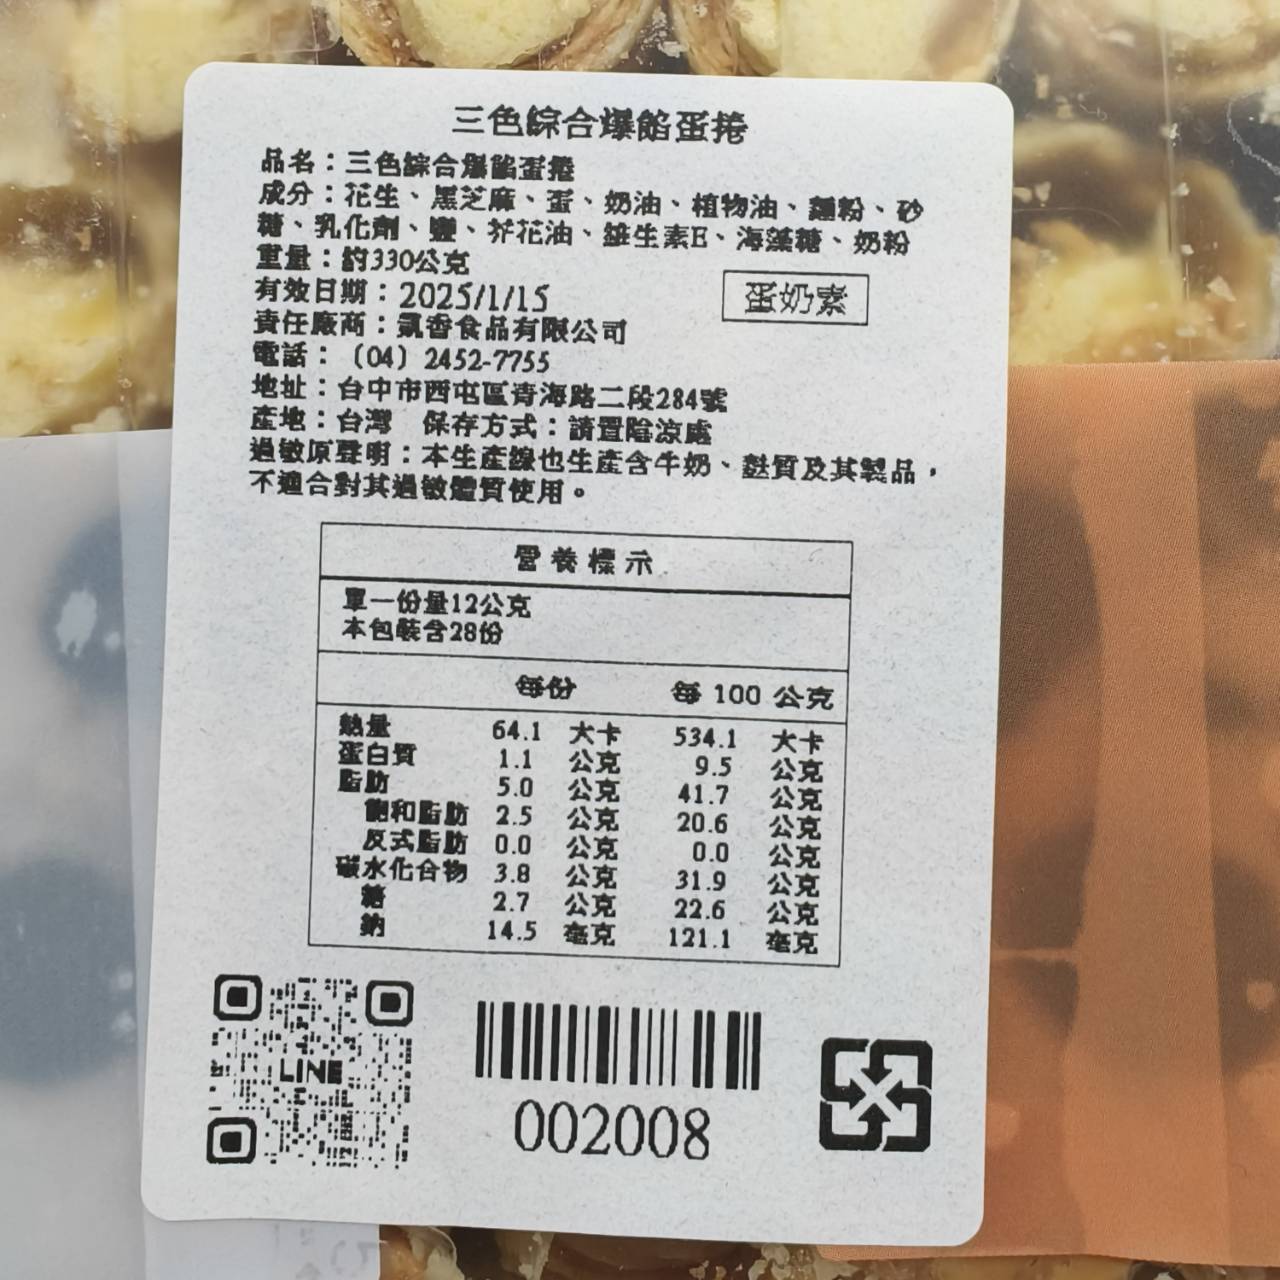 三色綜合爆餡蛋捲
品名：三色綜合爆餡蛋捲
成分：花生、黑芝麻、蛋、奶油、植物油、麵粉、砂
糖、乳化劑、鹽、芥花油、維生素E、海藻糖、奶粉
重量：約330公克
有效日期：2025/1/15
蛋奶素
責任廠商：氣香食品有限公司
電話：（04）2452-7755
地址：台中市西屯區青海路二段284號
產地：台灣　保存方式：請置陰涼處
過敏原聲明：本生產線也生產含牛奶、麩質及其製品，
不適合對其過敏體質使用。
營養標示
單一份量12公克
本包裝含28份
每份 每 100 公克
熱量 64.1 大卡 534.1 大卡
蛋白質 1.1 公克 9.5 公克
脂肪 5.0 公克 41.7 公克
飽和脂肪 2.5 公克 20.6 公克
反式脂肪 0.0 公克 0.0 公克
碳水化合物 3.8 公克 31.9 公克
糖 2.7 公克 22.6 公克
鈉 14.5 毫克 121.1 毫克
LINE
002008